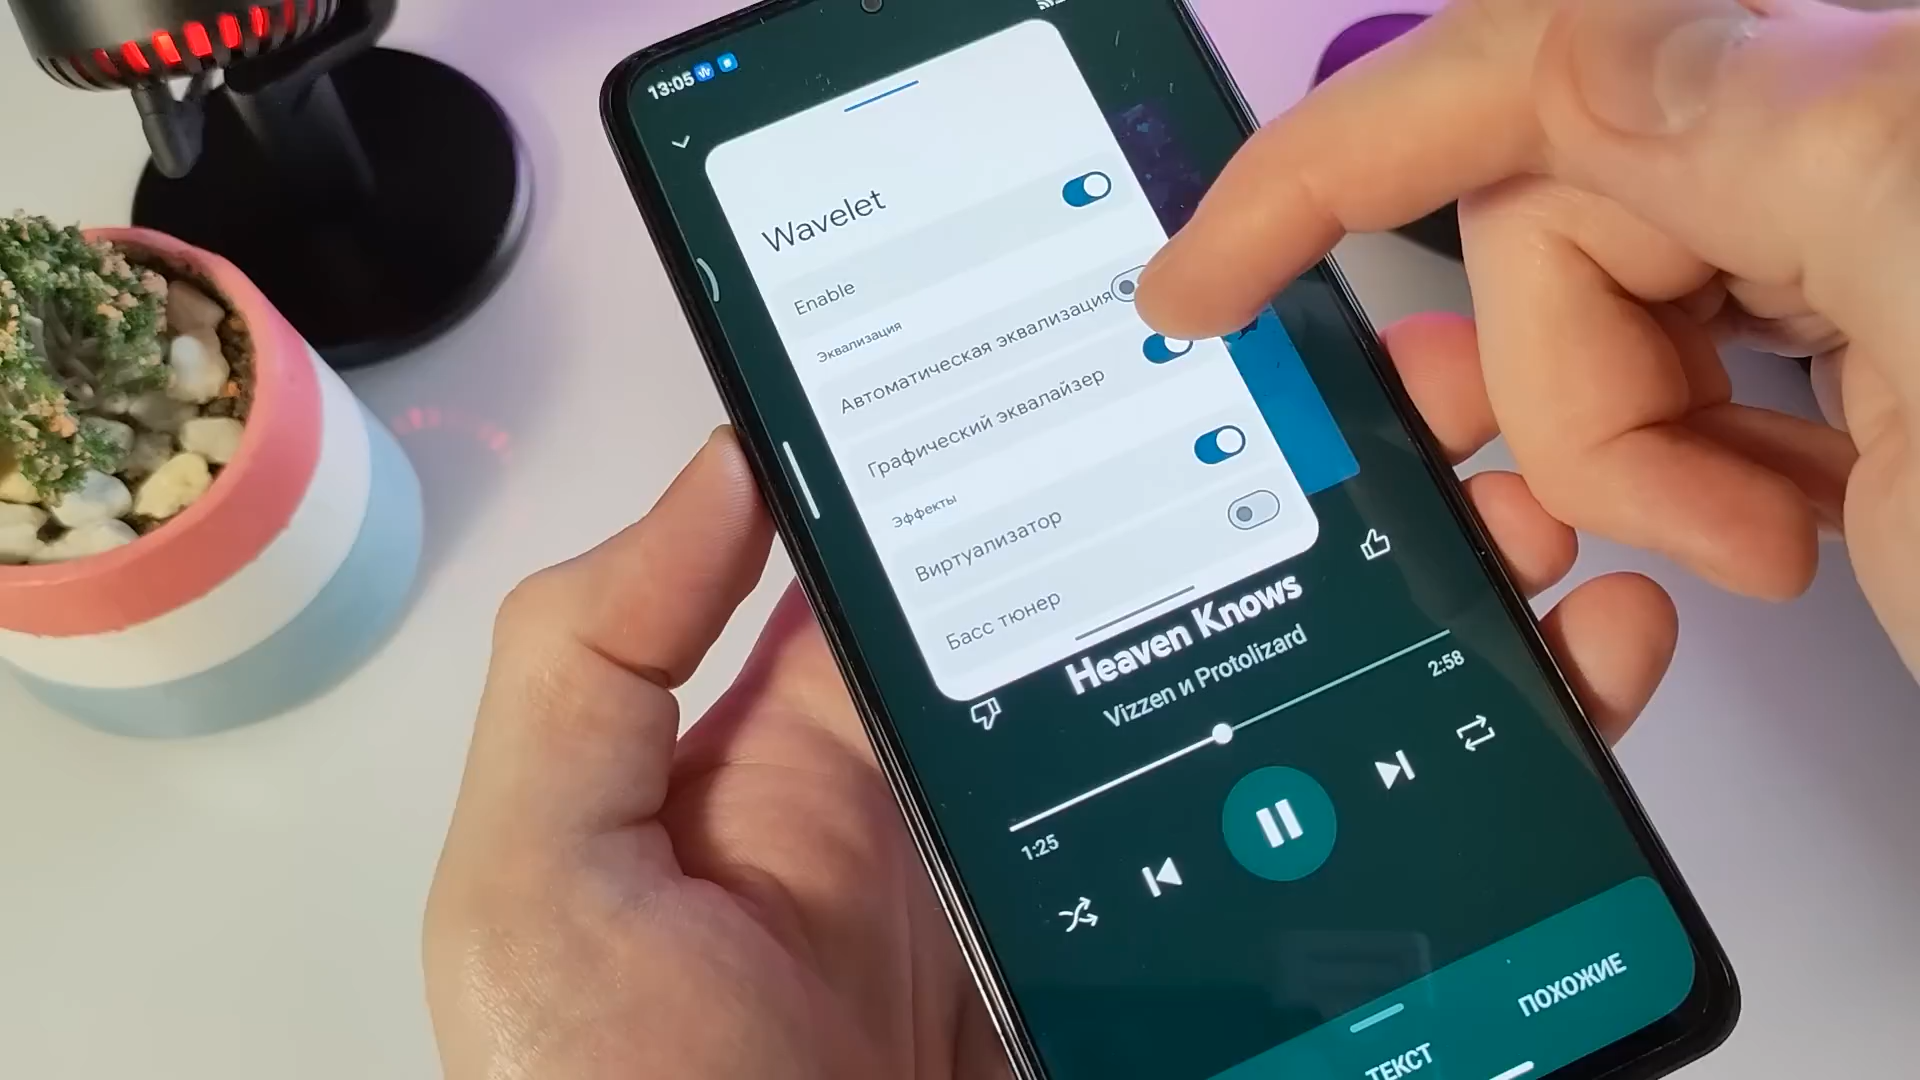 13:05
Wavelet
Enable
Эквализация
Автоматическая эквализация
Графический эквалайзер
Эффекты
Виртуализатор
Басс тюнер
Heaven Knows
Vizzen и Protolizard
1:25
2:58
ТЕКСТ
ПОХОЖИЕ